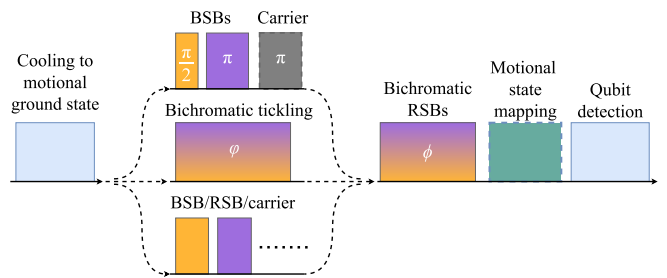 Cooling to
motional
ground state
BSBs
Carrier
π
2
π
π
Bichromatic tickling
φ
BSB/RSB/carrier
.......
Bichromatic
RSBs
ϕ
Motional
state
mapping
Qubit
detection